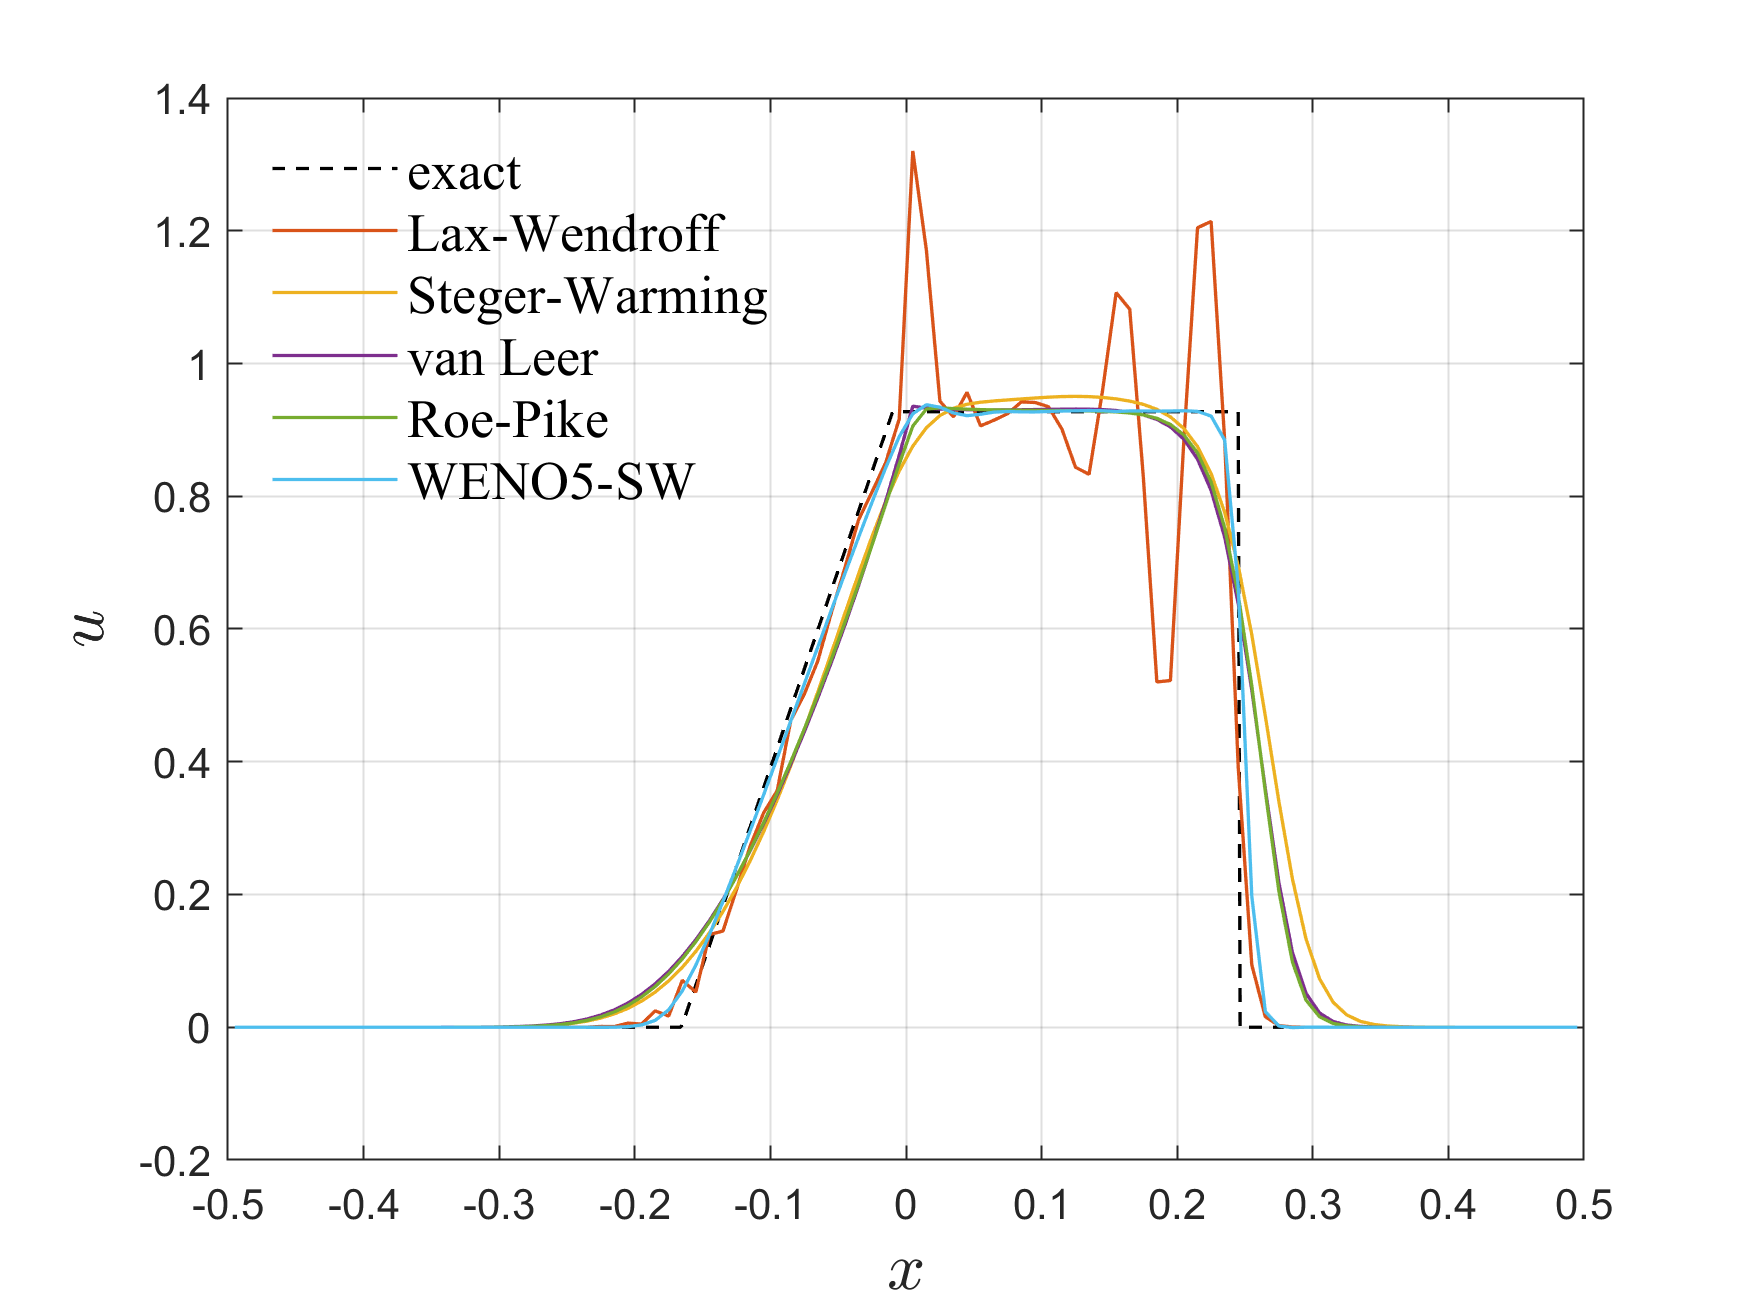 1.4
1.2
1
0.8
0.6
0.4
0.2
0
-0.2
u
exact
Lax-Wendroff
Steger-Warming
van Leer
Roe-Pike
WENO5-SW
-0.5 -0.4 -0.3 -0.2 -0.1 0 0.1 0.2 0.3 0.4 0.5
x